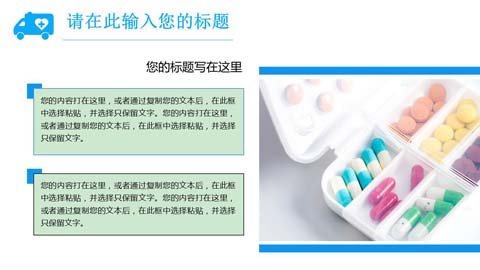 请在此输入您的标题
您的标题写在这里
您的内容打在这里，或者通过复制您的文本后，在此框
中选择粘贴，并选择只保留文字。您的内容打在这里，
或者通过复制您的文本后，在此框中选择粘贴，并选择
只保留文字。
您的内容打在这里，或者通过复制您的文本后，在此框
中选择粘贴，并选择只保留文字。您的内容打在这里，
或者通过复制您的文本后，在此框中选择粘贴，并选择
只保留文字。